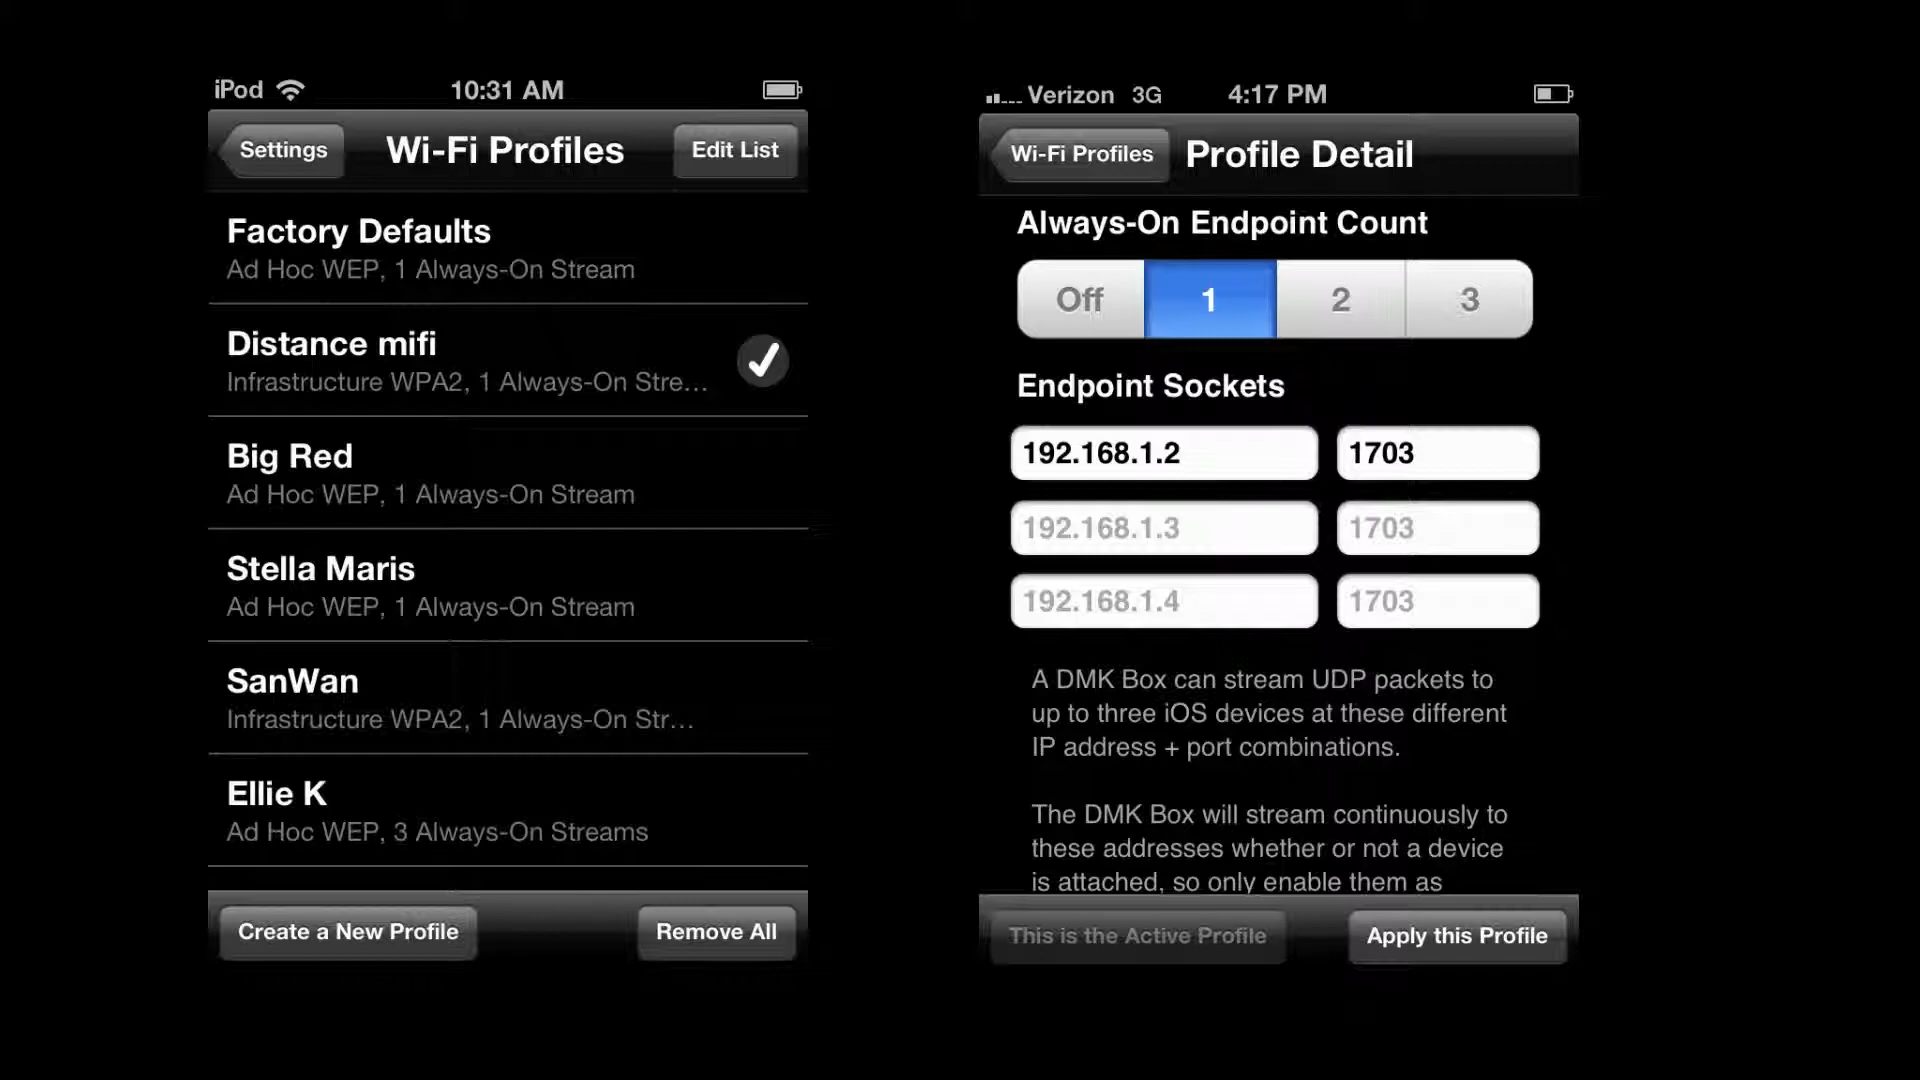 iPod
10:31 AM
Settings
Wi-Fi Profiles
Edit List
Factory Defaults
Ad Hoc WEP, 1 Always-On Stream
Distance mifi
Infrastructure WPA2, 1 Always-On Stre...
Big Red
Ad Hoc WEP, 1 Always-On Stream
Stella Maris
Ad Hoc WEP, 1 Always-On Stream
SanWan
Infrastructure WPA2, 1 Always-On Str...
Ellie K
Ad Hoc WEP, 3 Always-On Streams
Create a New Profile
Remove All
Verizon 3G
4:17 PM
Wi-Fi Profiles
Profile Detail
Always-On Endpoint Count
Off 1 2 3
Endpoint Sockets
192.168.1.2 1703
192.168.1.3 1703
192.168.1.4 1703
A DMK Box can stream UDP packets to
up to three iOS devices at these different
IP address + port combinations.
The DMK Box will stream continuously to
these addresses whether or not a device
is attached, so only enable them as
This is the Active Profile
Apply this Profile